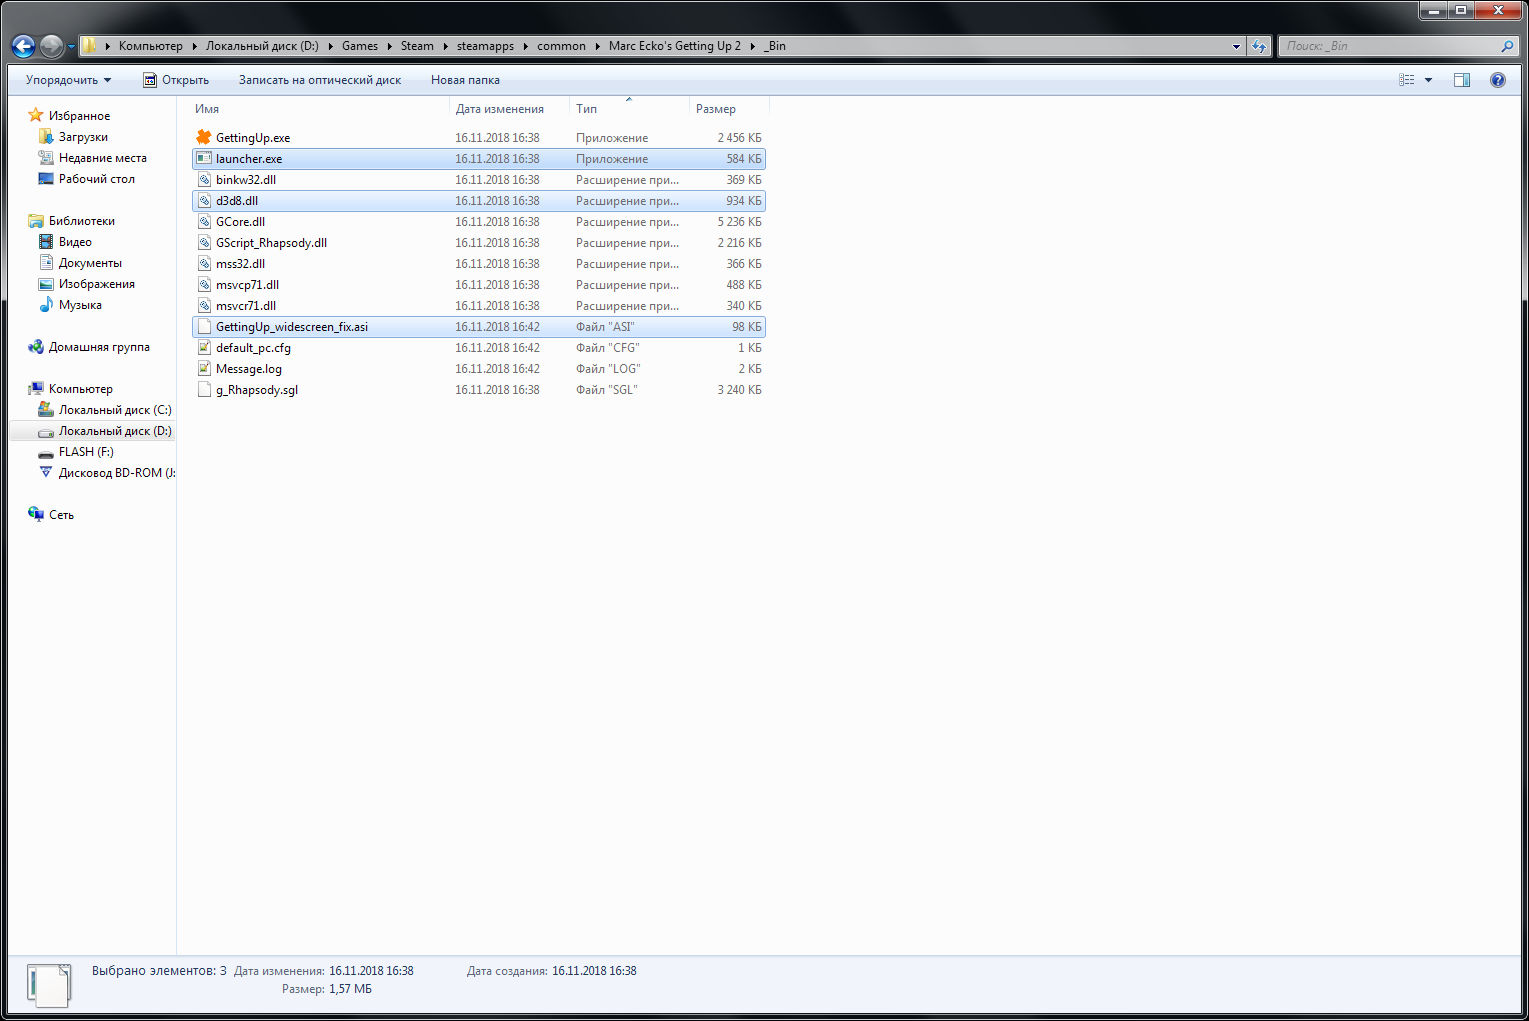 Компьютер Локальный диск (D:) Games Steam steamapps common Marc Ecko's Getting Up 2 _Bin Поиск: _Bin
Упорядочить Открыть Записать на оптический диск Новая папка
Избранное
Загрузки
Недавние места
Рабочий стол
Библиотеки
Видео
Документы
Изображения
Музыка
Домашняя группа
Компьютер
Локальный диск (C:)
Локальный диск (D:)
FLASH (F:)
Дисковод BD-ROM (J:
Сеть
Имя Дата изменения Тип Размер
GettingUp.exe 16.11.2018 16:38 Приложение 2 456 КБ
launcher.exe 16.11.2018 16:38 Приложение 584 КБ
binkw32.dll 16.11.2018 16:38 Расширение при... 369 КБ
d3d8.dll 16.11.2018 16:38 Расширение при... 934 КБ
GCore.dll 16.11.2018 16:38 Расширение при... 5 236 КБ
GScript_Rhapsody.dll 16.11.2018 16:38 Расширение при... 2 216 КБ
mss32.dll 16.11.2018 16:38 Расширение при... 366 КБ
msvcp71.dll 16.11.2018 16:38 Расширение при... 488 КБ
msvcr71.dll 16.11.2018 16:38 Расширение при... 340 КБ
GettingUp_widescreen_fix.asi 16.11.2018 16:42 Файл "ASI" 98 КБ
default_pc.cfg 16.11.2018 16:42 Файл "CFG" 1 КБ
Message.log 16.11.2018 16:42 Файл "LOG" 2 КБ
g_Rhapsody.sgl 16.11.2018 16:38 Файл "SGL" 3 240 КБ
Выбрано элементов: 3 Дата изменения: 16.11.2018 16:38 Дата создания: 16.11.2018 16:38
Размер: 1,57 МБ